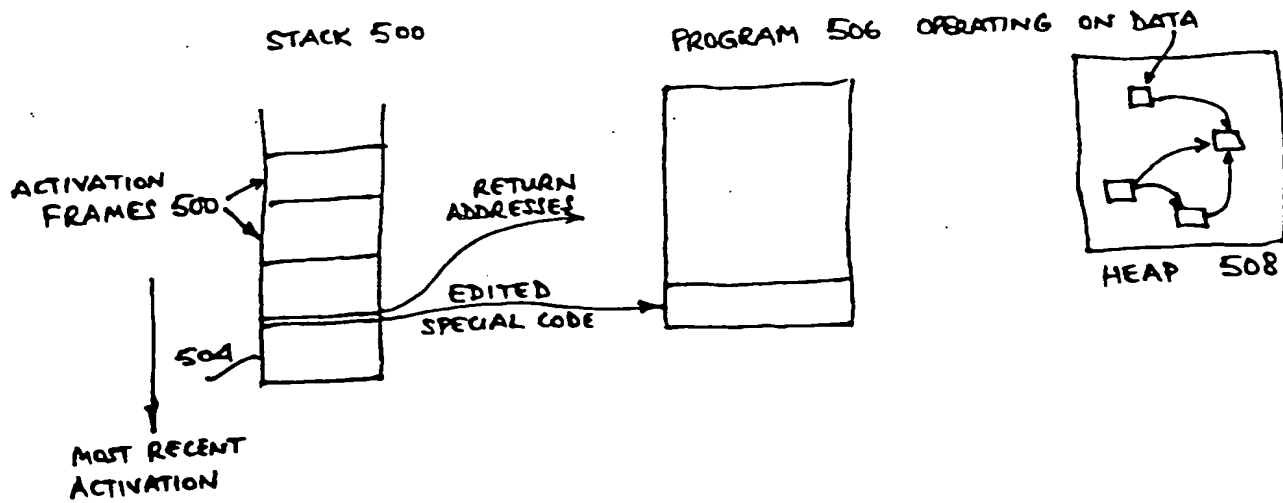 STACK 500
PROGRAM 506 OPERATING ON DATA
ACTIVATION
FRAMES 500
RETURN
ADDRESSES
EDITED
SPECIAL CODE
HEAP 508
504
MOST RECENT
ACTIVATION